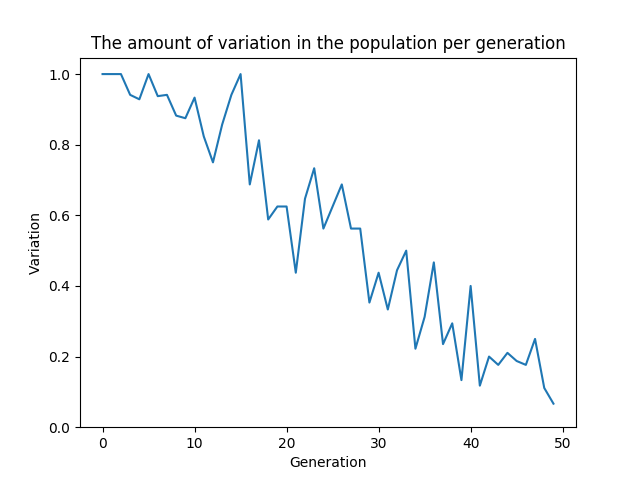 The amount of variation in the population per generation
1.0
0.8
0.6
0.4
0.2
0.0
Variation
0 10 20 30 40 50
Generation